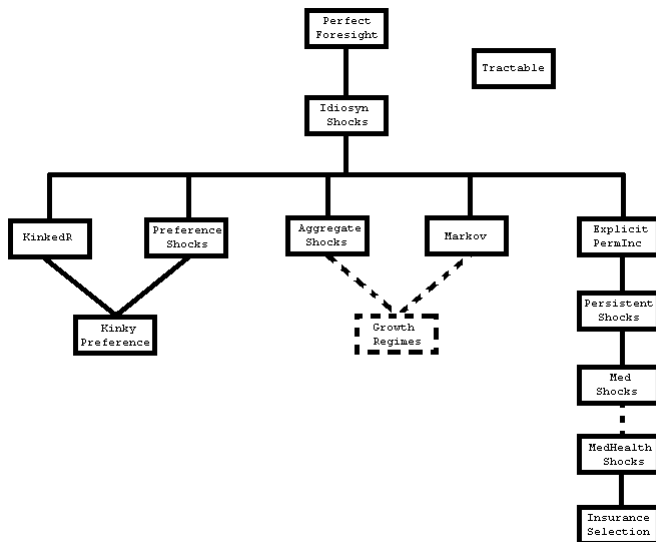 Perfect
Foresight
Tractable
Idiosyn
Shocks
KinkedR
Preference
Shocks
Aggregate
Shocks
Markov
Explicit
PermInc
Kinky
Preference
Growth
Regimes
Persistent
Shocks
Med
Shocks
MedHealth
Shocks
Insurance
Selection